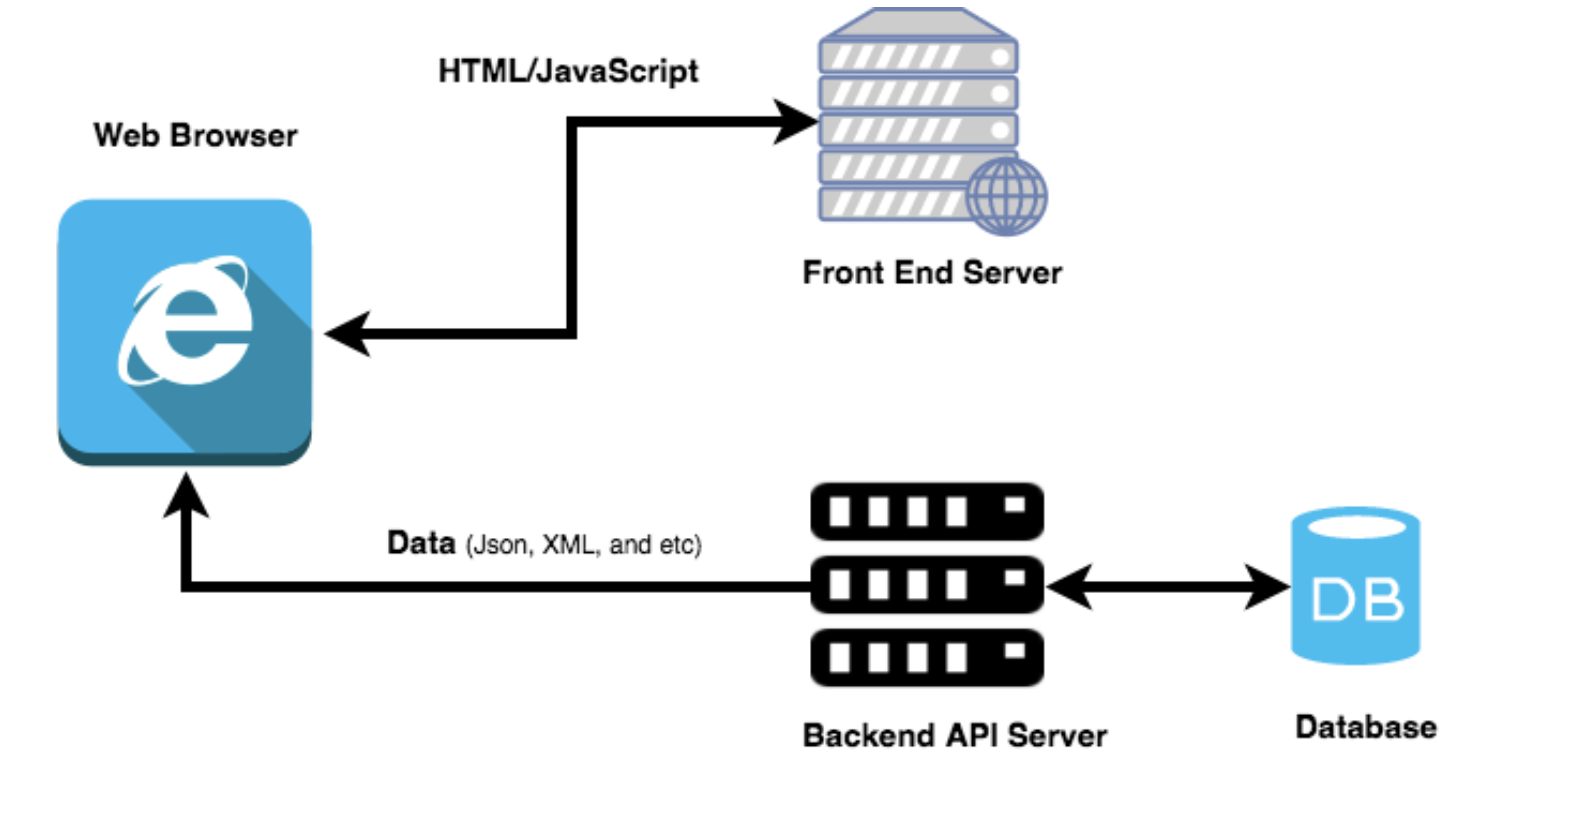 HTML/JavaScript
Web Browser
Front End Server
Data (Json, XML, and etc)
DB
Backend API Server
Database